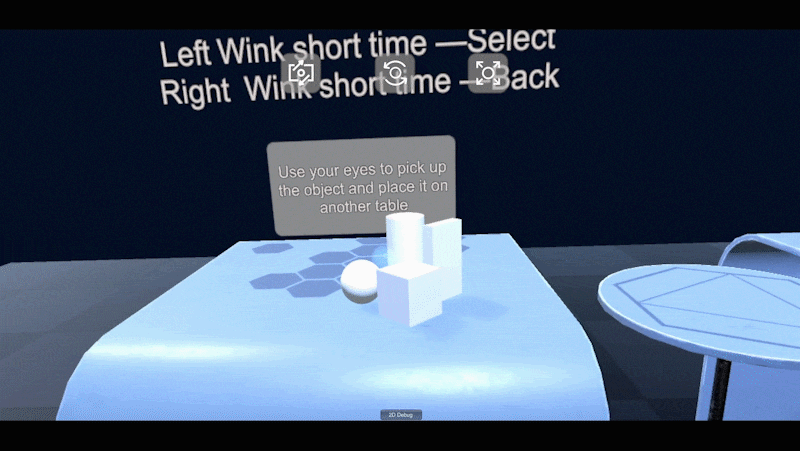 Left Wink short time —Select
Right Wink short time —Back
Use your eyes to pick up
the object and place it on
another table
2D Debug